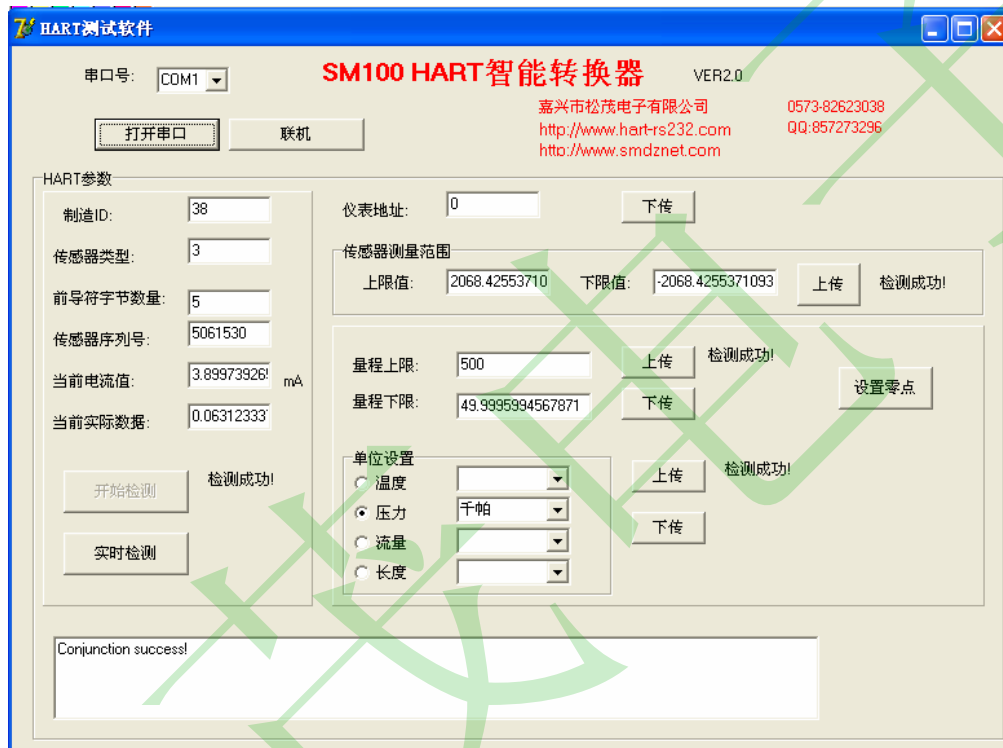 HART测试软件
串口号: COM1
SM100 HART智能转换器 VER2.0
嘉兴市松茂电子有限公司 0573-82623038
http://www.hart-rs232.com QQ:857273296
http://www.smdznet.com
打开串口 联机
HART参数
制造ID: 38
传感器类型: 3
前导符字节数量: 5
传感器序列号: 5061530
当前电流值: 3.89973926 mA
当前实际数据: 0.06312333
开始检测 检测成功!
实时检测
仪表地址: 0 下传
传感器测量范围
上限值: 2068.42553710 下限值: -2068.4255371093 上传 检测成功!
量程上限: 500 上传 检测成功!
量程下限: 49.9995994567871 下传
设置零点
单位设置
温度
压力 千帕
流量
长度
上传 检测成功!
下传
Conjunction success!